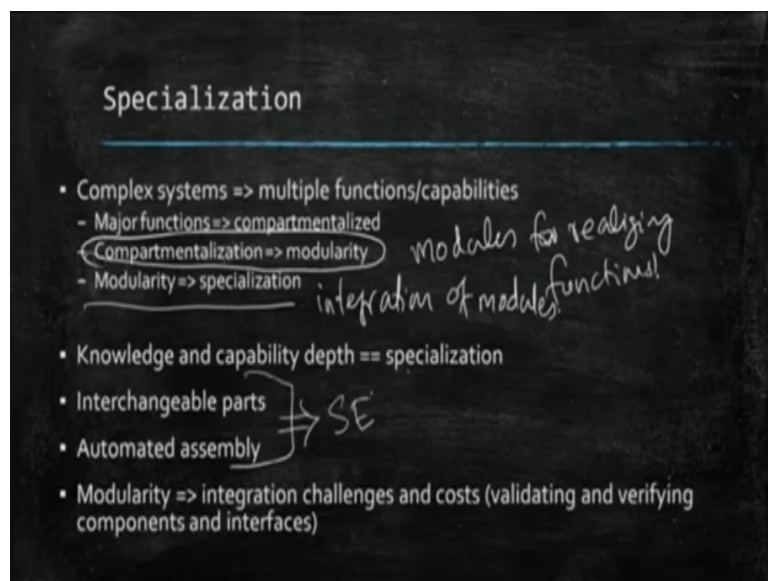 Specialization
▪ Complex systems => multiple functions/capabilities
– Major functions => compartmentalized
– Compartmentalization => modularity
– Modularity => specialization
modules for realizing
functions!
integration of modules!
▪ Knowledge and capability depth == specialization
▪ Interchangeable parts
▪ Automated assembly
=> SE
▪ Modularity => integration challenges and costs (validating and verifying
components and interfaces)